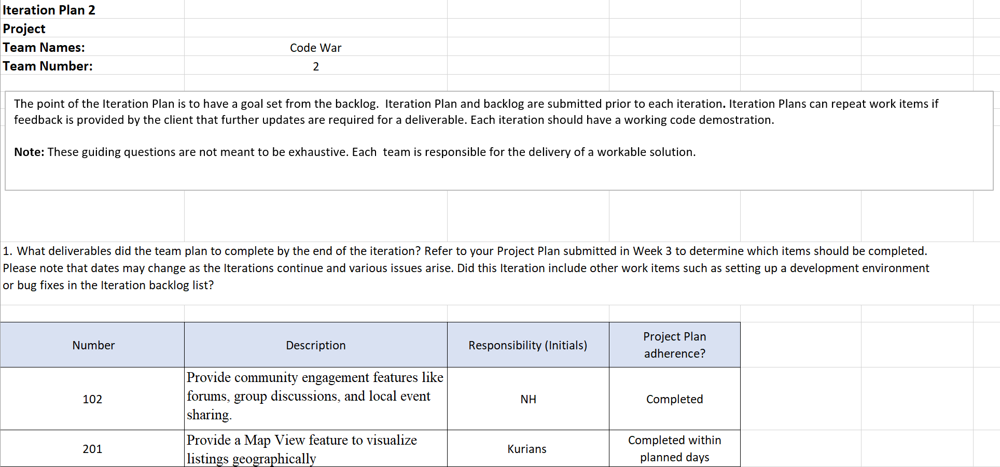 Iteration Plan 2
Project
Team Names: Code War
Team Number: 2
The point of the Iteration Plan is to have a goal set from the backlog.  Iteration Plan and backlog are submitted prior to each iteration. Iteration Plans can repeat work items if
feedback is provided by the client that further updates are required for a deliverable. Each iteration should have a working code demostration.
Note: These guiding questions are not meant to be exhaustive. Each  team is responsible for the delivery of a workable solution.
1. What deliverables did the team plan to complete by the end of the iteration? Refer to your Project Plan submitted in Week 3 to determine which items should be completed.
Please note that dates may change as the Iterations continue and various issues arise. Did this Iteration include other work items such as setting up a development environment
or bug fixes in the Iteration backlog list?
Number
Description
Responsibility (Initials)
Project Plan
adherence?
102
Provide community engagement features like
forums, group discussions, and local event
sharing.
NH
Completed
201
Provide a Map View feature to visualize
listings geographically
Kurians
Completed within
planned days